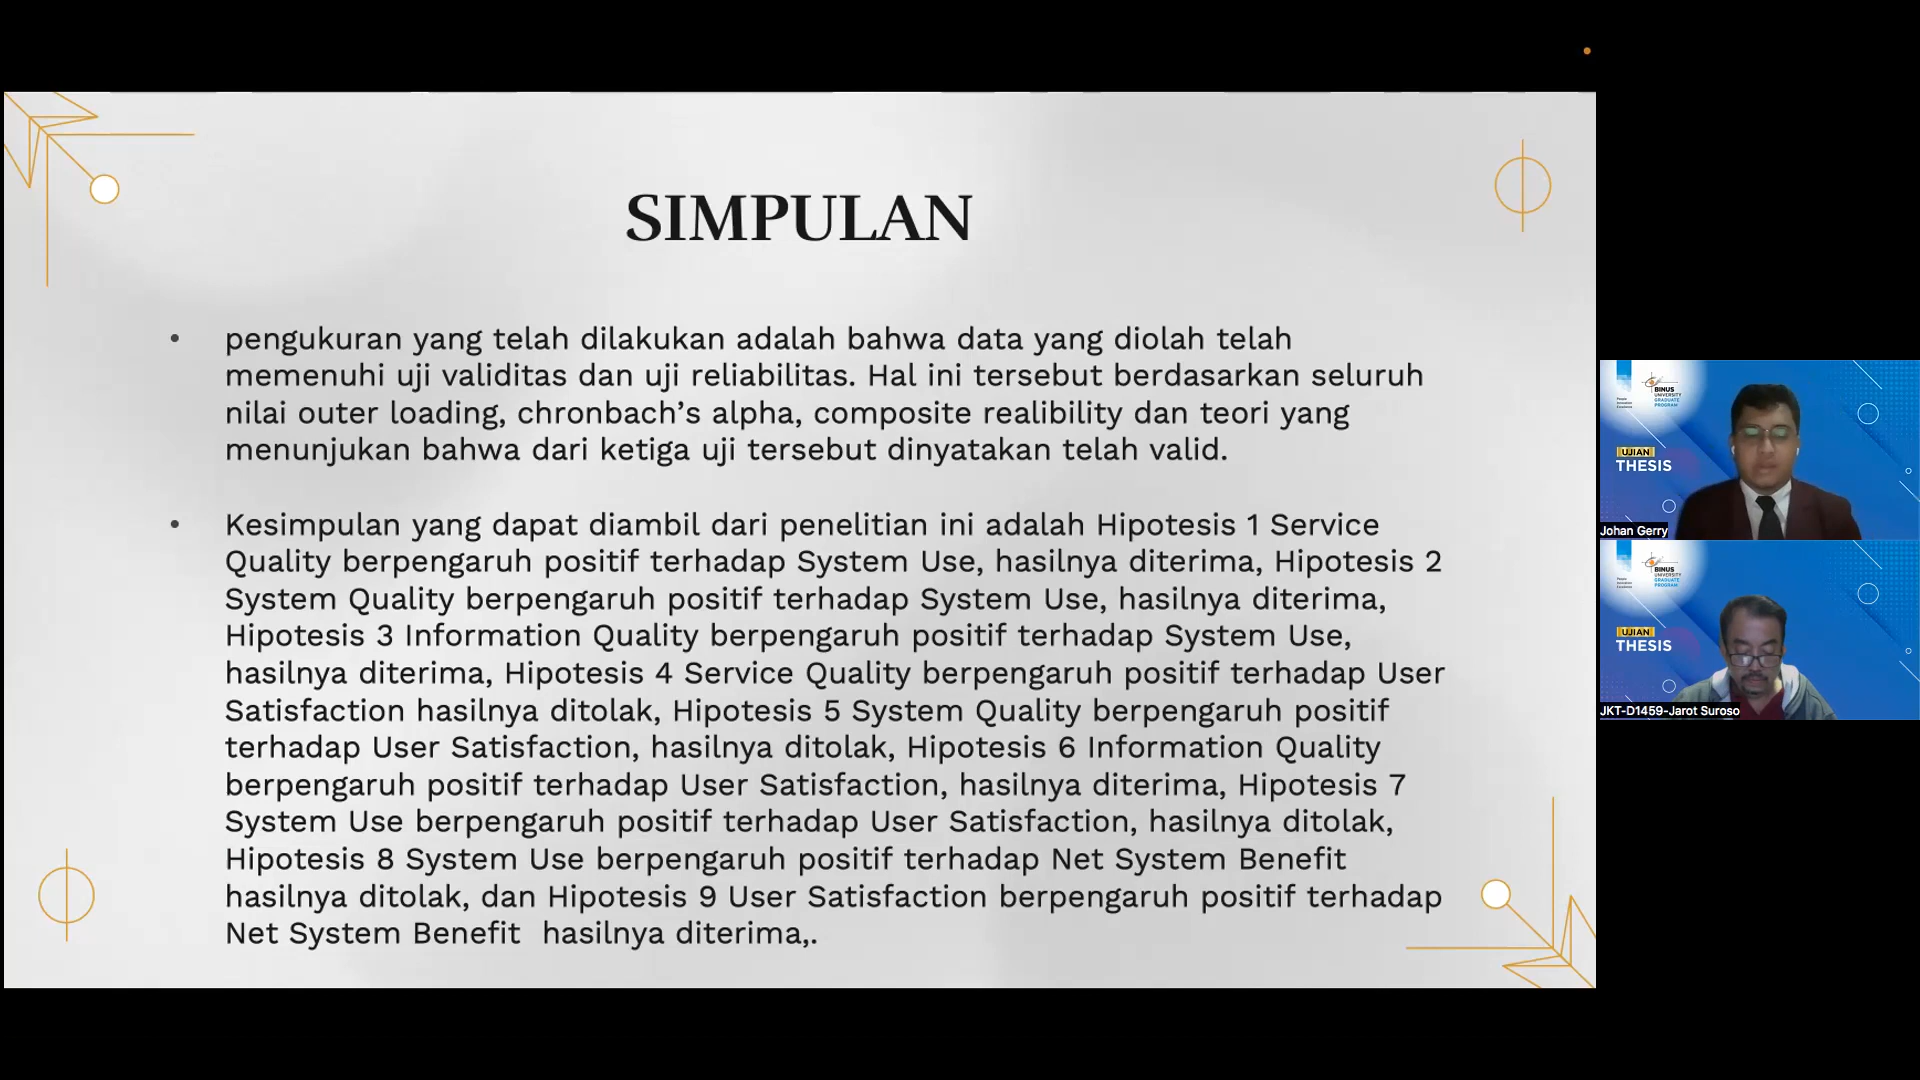 SIMPULAN
• pengukuran yang telah dilakukan adalah bahwa data yang diolah telah
memenuhi uji validitas dan uji reliabilitas. Hal ini tersebut berdasarkan seluruh
nilai outer loading, chronbach’s alpha, composite realibility dan teori yang
menunjukan bahwa dari ketiga uji tersebut dinyatakan telah valid.
• Kesimpulan yang dapat diambil dari penelitian ini adalah Hipotesis 1 Service
Quality berpengaruh positif terhadap System Use, hasilnya diterima, Hipotesis 2
System Quality berpengaruh positif terhadap System Use, hasilnya diterima,
Hipotesis 3 Information Quality berpengaruh positif terhadap System Use,
hasilnya diterima, Hipotesis 4 Service Quality berpengaruh positif terhadap User
Satisfaction hasilnya ditolak, Hipotesis 5 System Quality berpengaruh positif
terhadap User Satisfaction, hasilnya ditolak, Hipotesis 6 Information Quality
berpengaruh positif terhadap User Satisfaction, hasilnya diterima, Hipotesis 7
System Use berpengaruh positif terhadap User Satisfaction, hasilnya ditolak,
Hipotesis 8 System Use berpengaruh positif terhadap Net System Benefit
hasilnya ditolak, dan Hipotesis 9 User Satisfaction berpengaruh positif terhadap
Net System Benefit  hasilnya diterima,.
BINUS
UNIVERSITY
GRADUATE
PROGRAM
UJIAN
THESIS
Johan Gerry
BINUS
UNIVERSITY
GRADUATE
PROGRAM
UJIAN
THESIS
JKT-D1459-Jarot Suroso